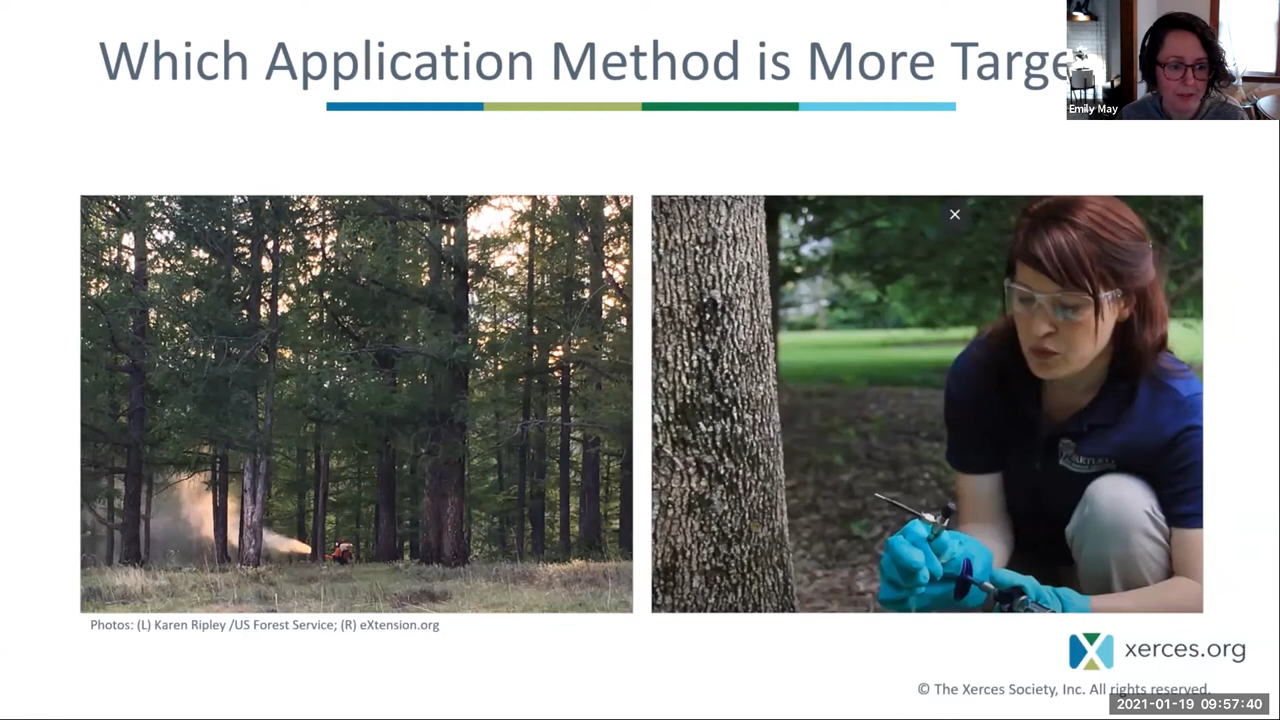 Which Application Method is More Targe
Emily May
Photos: (L) Karen Ripley /US Forest Service; (R) eXtension.org
xerces.org
© The Xerces Society, Inc. All rights reserved.
2021-01-19 09:57:40